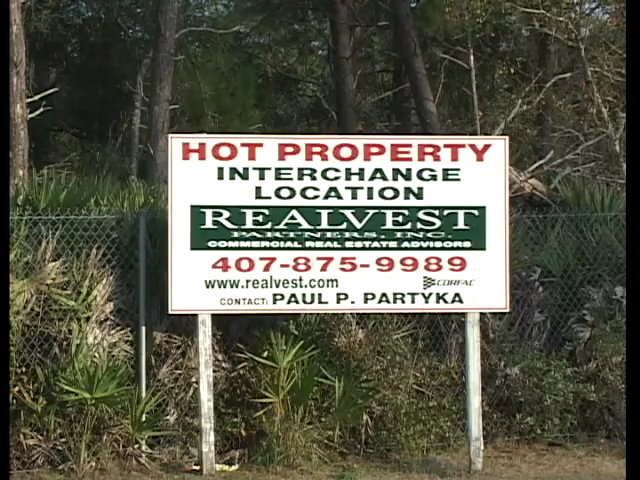 HOT PROPERTY
INTERCHANGE
LOCATION
REALVEST
PARTNERS, INC.
COMMERCIAL REAL ESTATE ADVISORS
407-875-9989
www.realvest.com CORFAC
CONTACT: PAUL P. PARTYKA